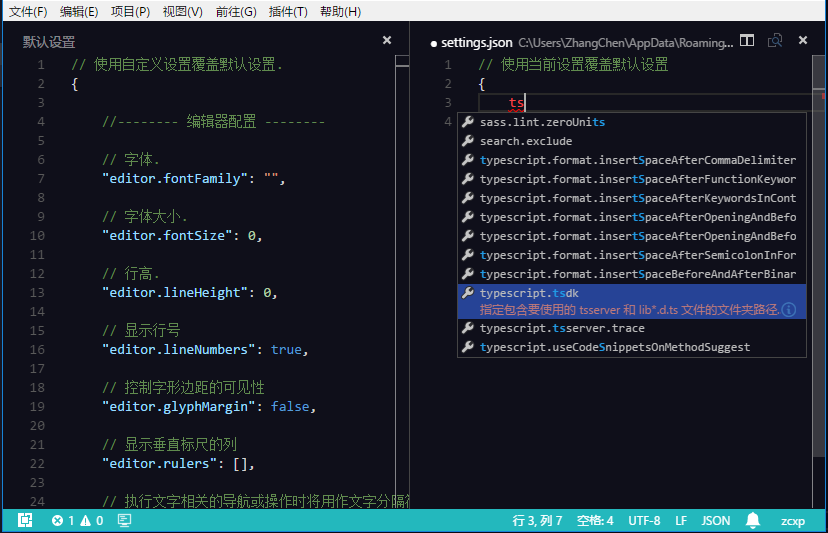 文件(F) 编辑(E) 项目(P) 视图(V) 前往(G) 插件(T) 帮助(H)
默认设置
1 // 使用自定义设置覆盖默认设置.
2 {
3
4 //-------- 编辑器配置 --------
5
6 // 字体.
7 "editor.fontFamily": "",
8
9 // 字体大小.
10 "editor.fontSize": 0,
11
12 // 行高.
13 "editor.lineHeight": 0,
14
15 // 显示行号
16 "editor.lineNumbers": true,
17
18 // 控制字形边距的可见性
19 "editor.glyphMargin": false,
20
21 // 显示垂直标尺的列
22 "editor.rulers": [],
23
24 // 执行文字相关的导航或操作时将用作文字分隔符
● settings.json C:\Users\ZhangChen\AppData\Roaming...
1 // 使用当前设置覆盖默认设置
2 {
3 ts
4
sass.lint.zeroUnits
search.exclude
typescript.format.insertSpaceAfterCommaDelimiter
typescript.format.insertSpaceAfterFunctionKeywor
typescript.format.insertSpaceAfterKeywordsInCont
typescript.format.insertSpaceAfterOpeningAndBefo
typescript.format.insertSpaceAfterOpeningAndBefo
typescript.format.insertSpaceAfterSemicolonInFor
typescript.format.insertSpaceBeforeAndAfterBinar
typescript.tsdk
指定包含要使用的 tsserver 和 lib*.d.ts 文件的文件夹路径.
typescript.tsserver.trace
typescript.useCodeSnippetsOnMethodSuggest
1 0 行 3, 列 7 空格: 4 UTF-8 LF JSON zcxp